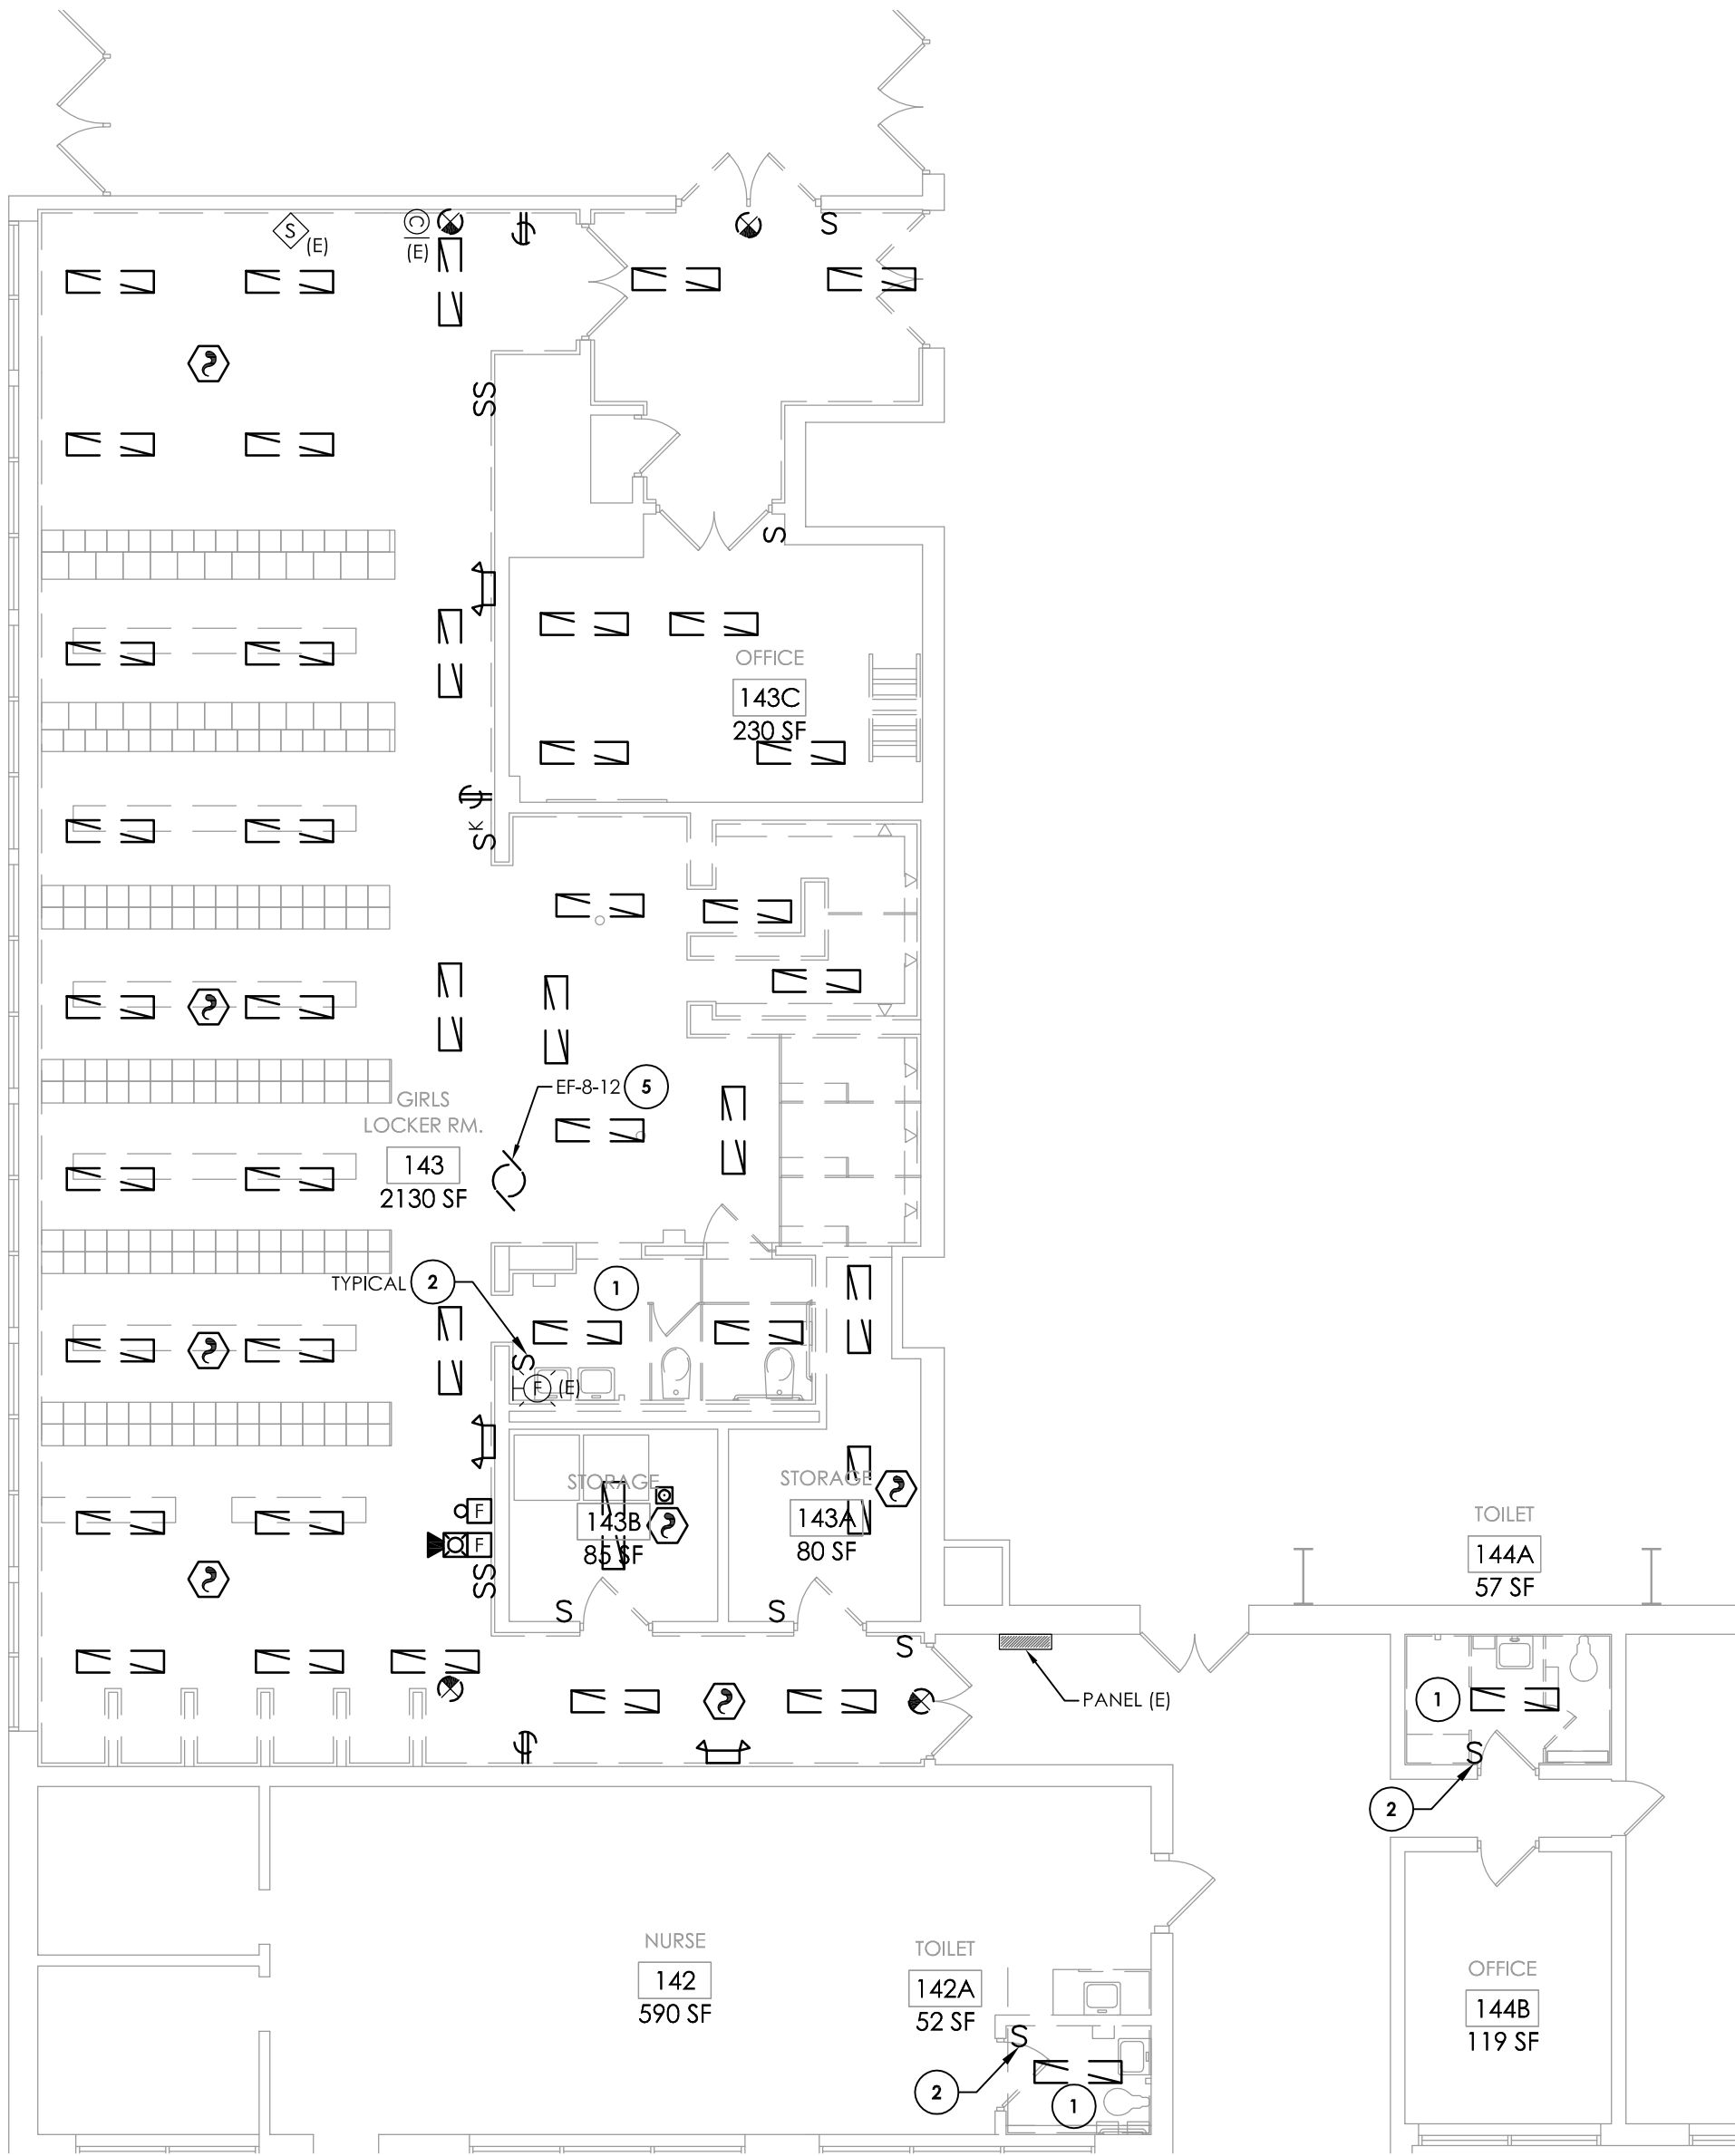 S
(E)
C
(E)
S
SS
S
OFFICE
143C
230 SF
K
S
EF-8-12
5
GIRLS
LOCKER RM.
143
2130 SF
TYPICAL
2
1
S
F
(E)
STORAGE
143B
85 SF
STORAGE
143A
80 SF
F
F
SS
S
S
S
TOILET
144A
57 SF
PANEL (E)
1
S
2
NURSE
142
590 SF
TOILET
142A
52 SF
OFFICE
144B
119 SF
S
2
1